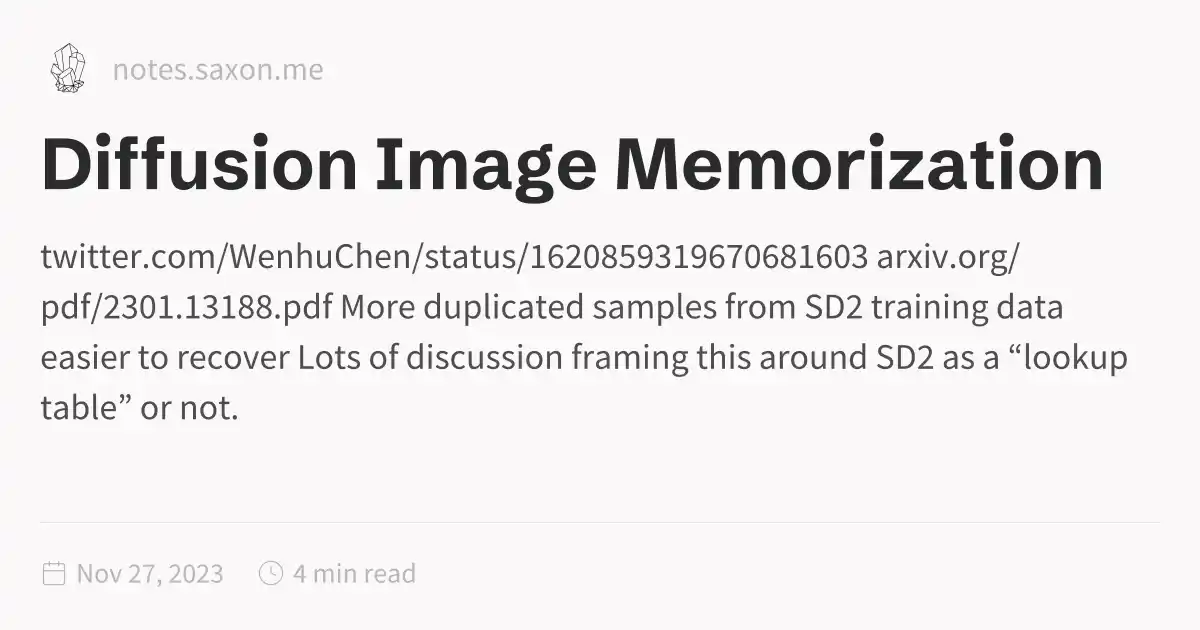 notes.saxon.me
Diffusion Image Memorization
twitter.com/WenhuChen/status/1620859319670681603 arxiv.org/
pdf/2301.13188.pdf More duplicated samples from SD2 training data
easier to recover Lots of discussion framing this around SD2 as a “lookup
table” or not.
Nov 27, 2023 4 min read